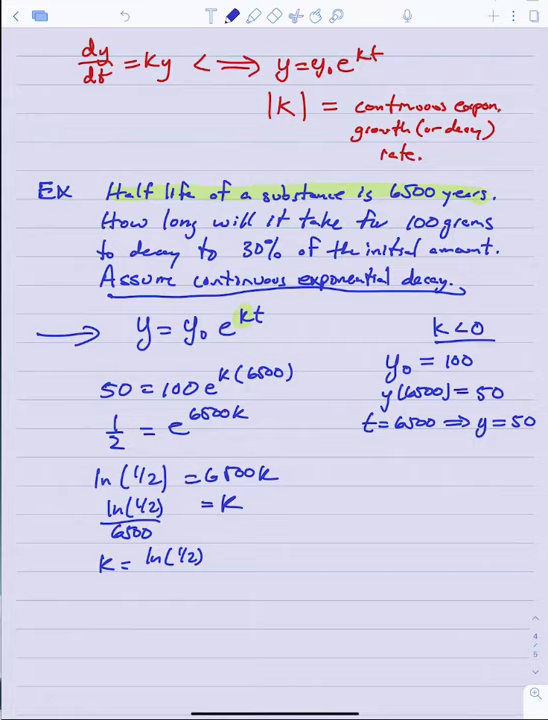 dy/dt = ky <=> y = y₀e^kt
|k| = continuous expon.
growth (or decay)
rate.
Ex Half life of a substance is 6500 years.
How long will it take for 100 grams
to decay to 30% of the initial amount.
Assume continuous exponential decay.
y = y₀ e^kt
k < 0
y₀ = 100
50 = 100 e^k(6500)
y(6500) = 50
1/2 = e^6500k
t = 6500 ⟹ y = 50
ln(1/2) = 6500k
ln(1/2)/6500 = k
k = ln(1/2)
4/5